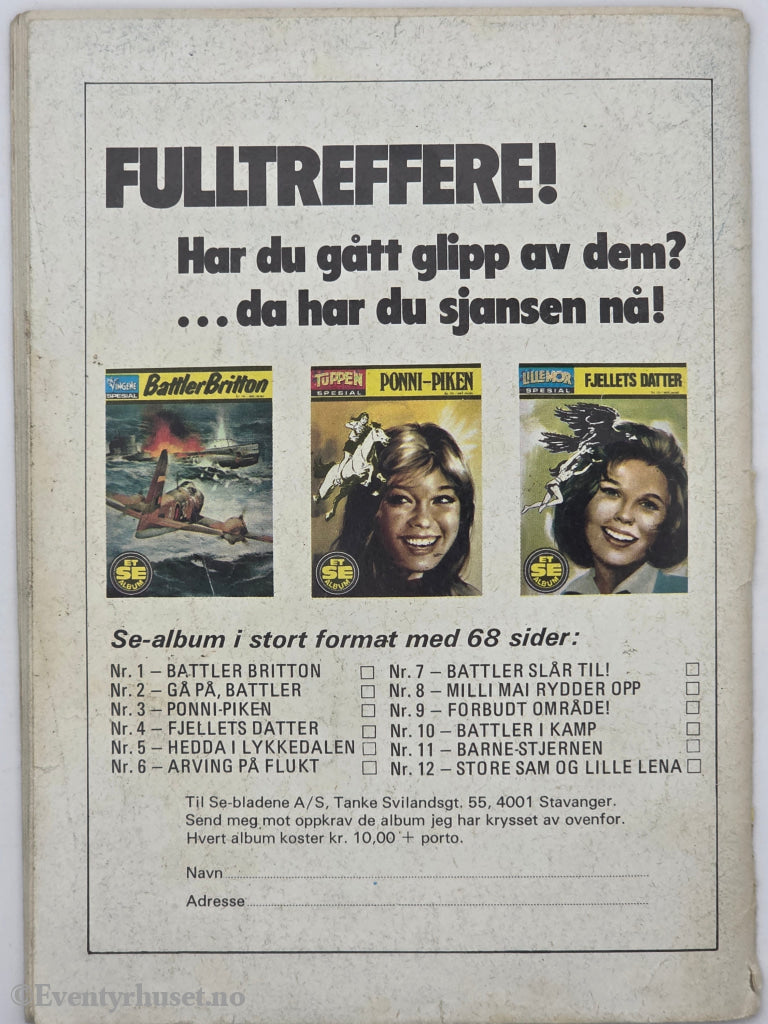 FULLTREFFERE!
Har du gått glipp av dem?
...da har du sjansen nå!
PÅ VINGENE
SPESIAL
Battler Britton
ET
SE
ALBUM
TUPPEN
SPESIAL
PONNI-PIKEN
ET
SE
ALBUM
LILLEMOR
SPESIAL
FJELLETS DATTER
ET
SE
ALBUM
Se-album i stort format med 68 sider:
Nr. 1 – BATTLER BRITTON
Nr. 2 – GÅ PÅ, BATTLER
Nr. 3 – PONNI-PIKEN
Nr. 4 – FJELLETS DATTER
Nr. 5 – HEDDA I LYKKEDALEN
Nr. 6 – ARVING PÅ FLUKT
Nr. 7 – BATTLER SLÅR TIL!
Nr. 8 – MILLI MAI RYDDER OPP
Nr. 9 – FORBUDT OMRÅDE!
Nr. 10 – BATTLER I KAMP
Nr. 11 – BARNE-STJERNEN
Nr. 12 – STORE SAM OG LILLE LENA
Til Se-bladene A/S, Tanke Svilandsgt. 55, 4001 Stavanger.
Send meg mot oppkrav de album jeg har krysset av ovenfor.
Hvert album koster kr. 10,00 + porto.
Navn
Adresse
©Eventyrhuset.no